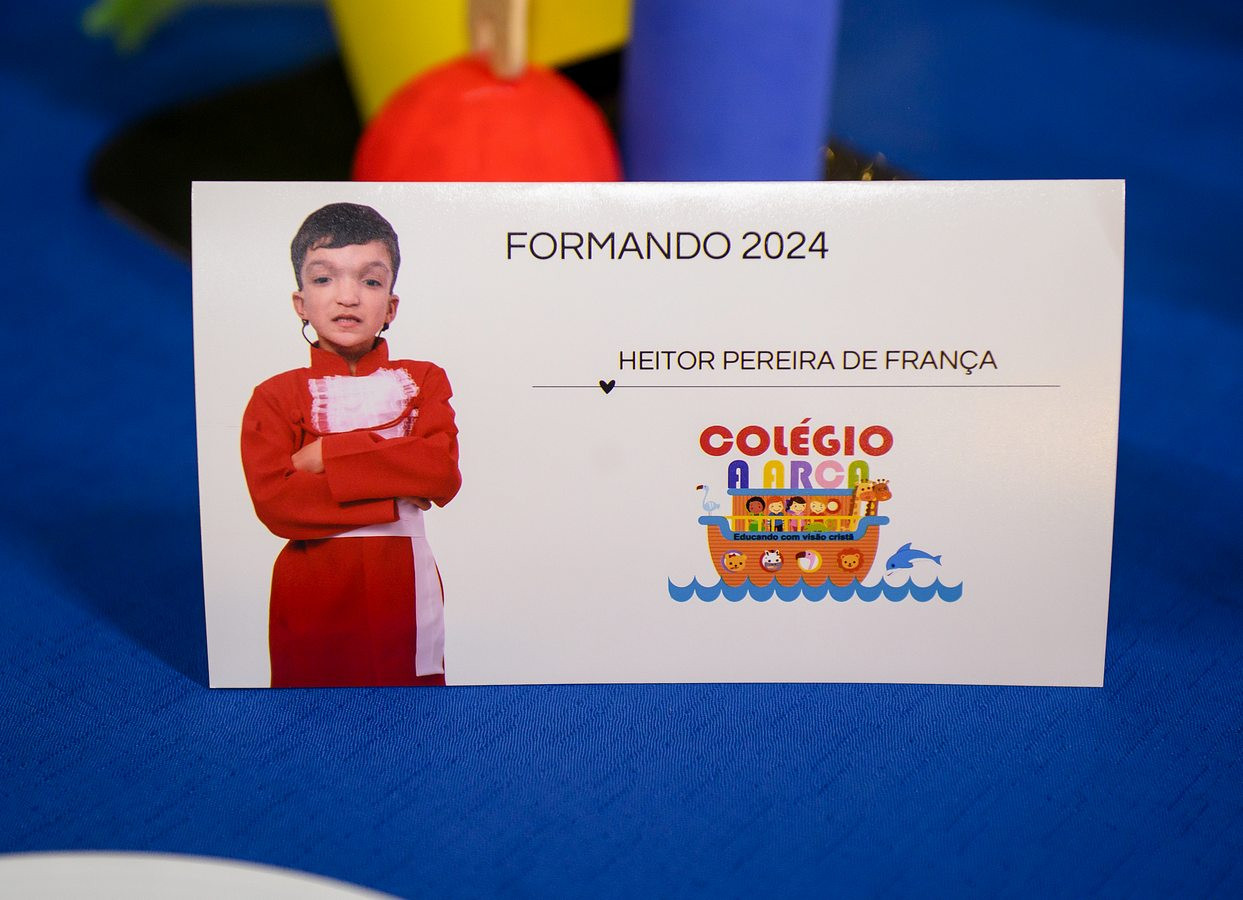 FORMANDO 2024
HEITOR PEREIRA DE FRANÇA
COLÉGIO
A ARCA
Educando com visão cristã